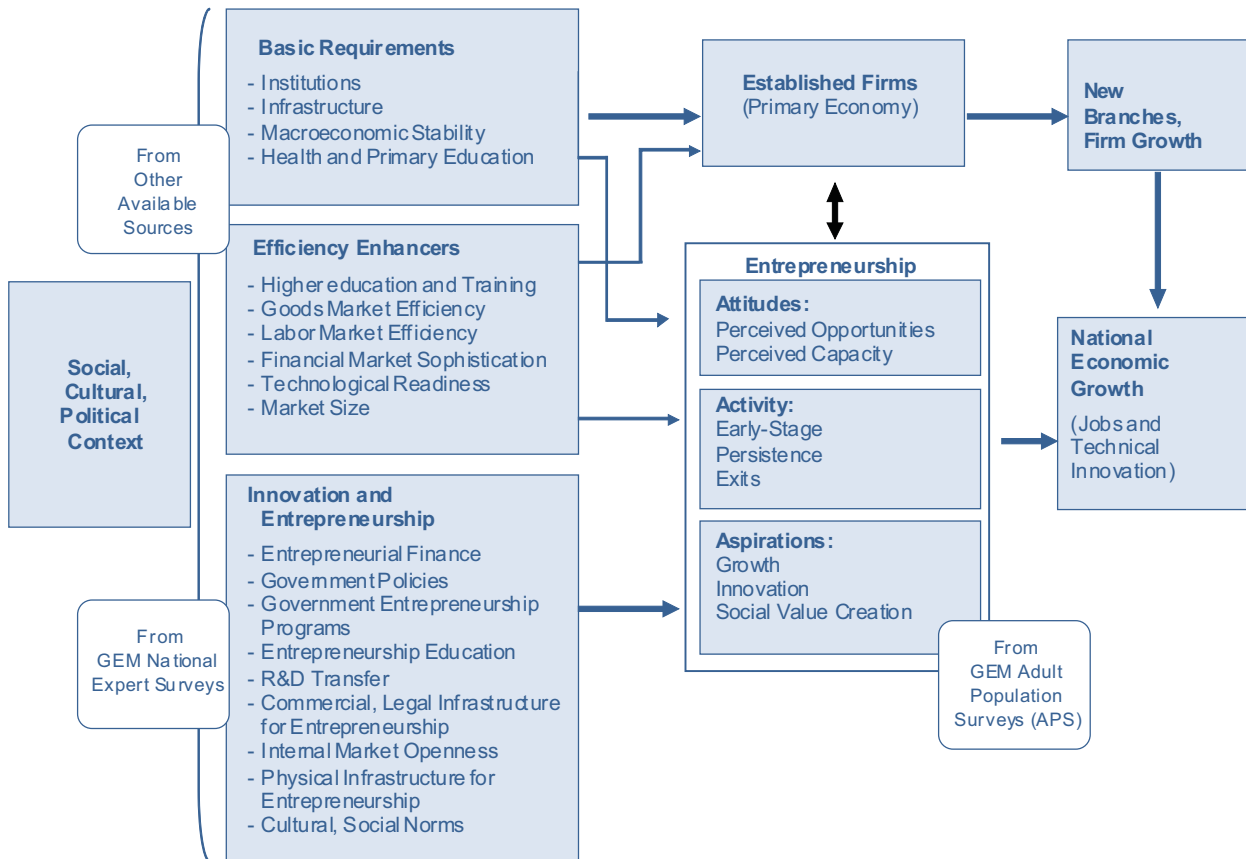 Social,
Cultural,
Political
Context
From
Other
Available
Sources
From
GEM National
Expert Surveys
Basic Requirements
- Institutions
- Infrastructure
- Macroeconomic Stability
- Health and Primary Education
Efficiency Enhancers
- Higher education and Training
- Goods Market Efficiency
- Labor Market Efficiency
- Financial Market Sophistication
- Technological Readiness
- Market Size
Innovation and
Entrepreneurship
- Entrepreneurial Finance
- Government Policies
- Government Entrepreneurship
Programs
- Entrepreneurship Education
- R&D Transfer
- Commercial, Legal Infrastructure
for Entrepreneurship
- Internal Market Openness
- Physical Infrastructure for
Entrepreneurship
- Cultural, Social Norms
Established Firms
(Primary Economy)
Entrepreneurship
Attitudes:
Perceived Opportunities
Perceived Capacity
Activity:
Early-Stage
Persistence
Exits
Aspirations:
Growth
Innovation
Social Value Creation
From
GEM Adult
Population
Surveys (APS)
New
Branches,
Firm Growth
National
Economic
Growth
(Jobs and
Technical
Innovation)